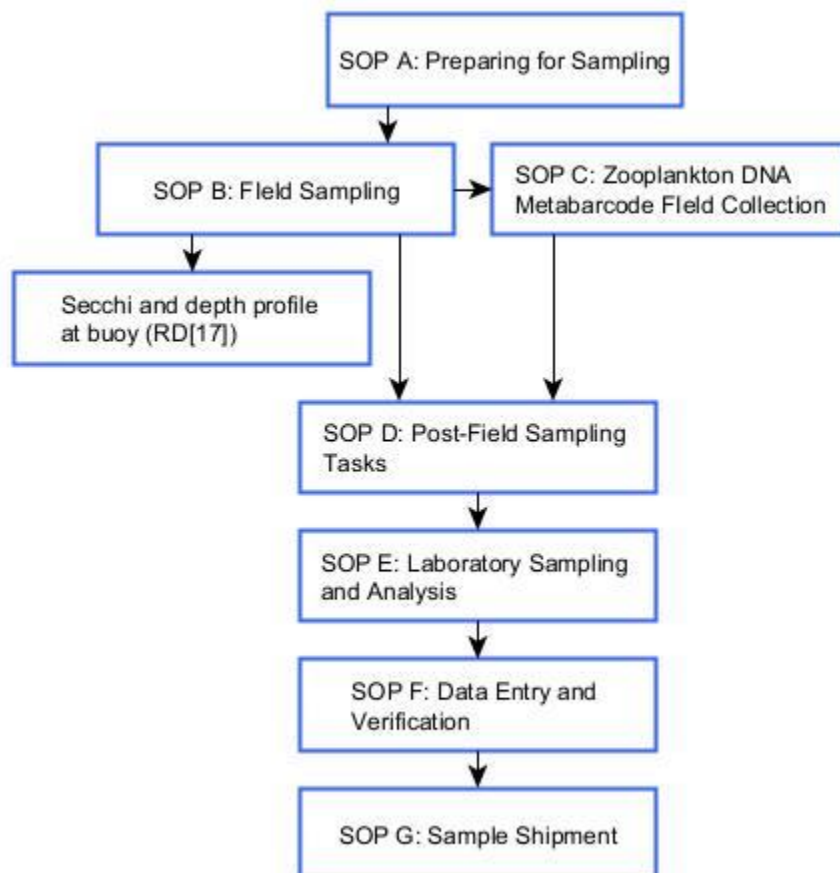 SOP A: Preparing for Sampling
SOP B: FIeld Sampling
SOP C: Zooplankton DNA
Metabarcode FIeld Collection
Secchi and depth profile
at buoy (RD[17])
SOP D: Post-Field Sampling
Tasks
SOP E: Laboratory Sampling
and Analysis
SOP F: Data Entry and
Verification
SOP G: Sample Shipment